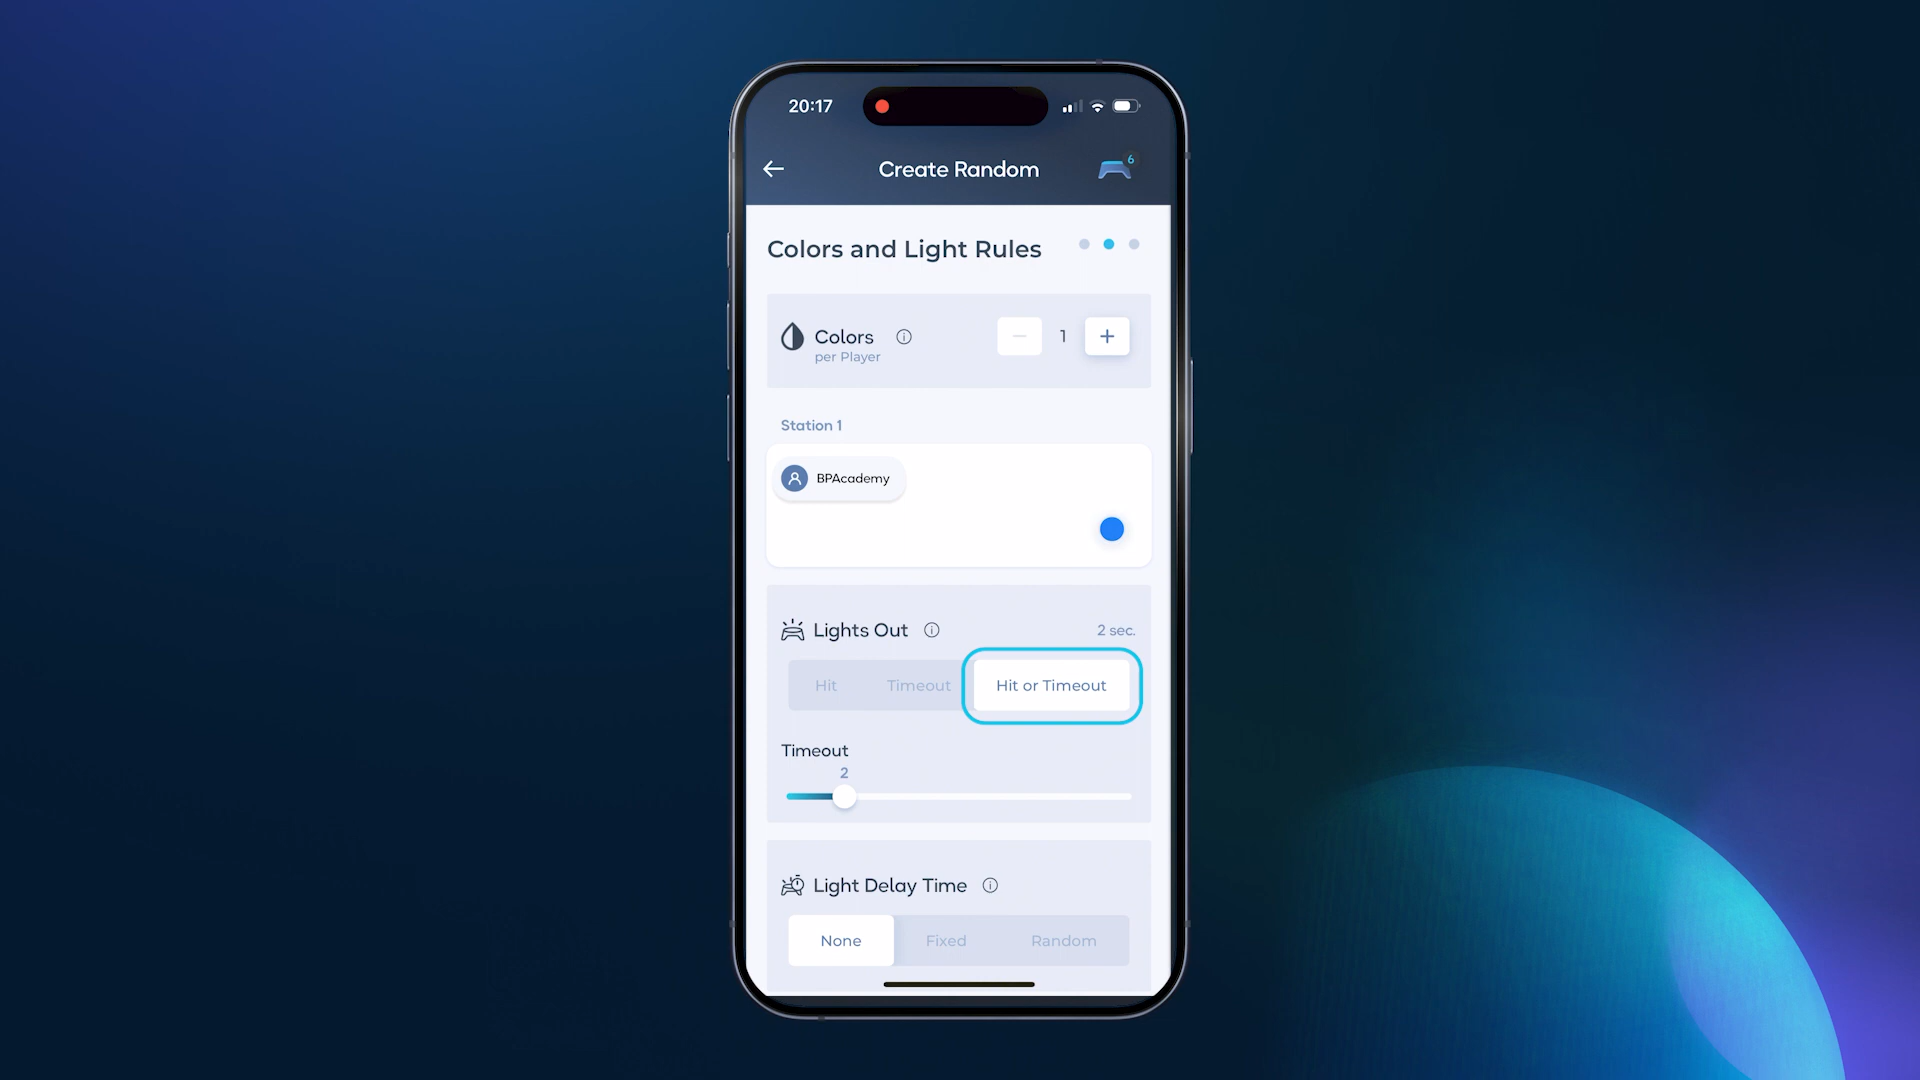 20:17
Create Random
6
Colors and Light Rules
Colors
per Player
1
Station 1
BPAcademy
Lights Out
2 sec.
Hit
Timeout
Hit or Timeout
Timeout
2
Light Delay Time
None
Fixed
Random